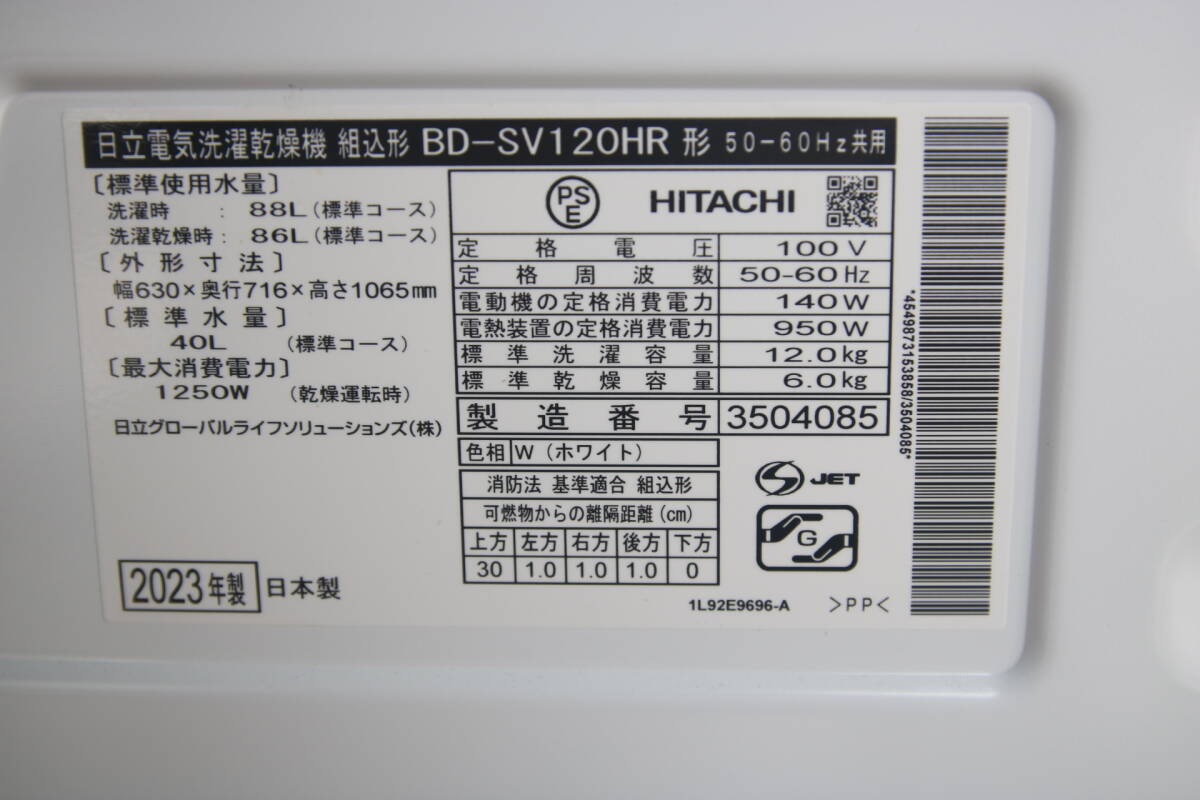 日立電気洗濯乾燥機 組込形 BD-SV120HR 形 50-60Hz共用
〔標準使用水量〕
洗濯時 : 88L(標準コース)
洗濯乾燥時: 86L(標準コース)
〔外形寸法〕
幅630×奥行716×高さ1065mm
〔標準水量〕
40L (標準コース)
〔最大消費電力〕
1250W (乾燥運転時)
日立グローバルライフソリューションズ(株)
2023年製 日本製
PSE HITACHI
定格電圧 100V
定格周波数 50-60Hz
電動機の定格消費電力 140W
電熱装置の定格消費電力 950W
標準洗濯容量 12.0kg
標準乾燥容量 6.0kg
製造番号 3504085
色相 W(ホワイト)
消防法 基準適合 組込形
可燃物からの離隔距離(cm)
上方 左方 右方 後方 下方
30 1.0 1.0 1.0 0
S JET
G
1L92E9696-A >PP<
*4549873153858/3504085*